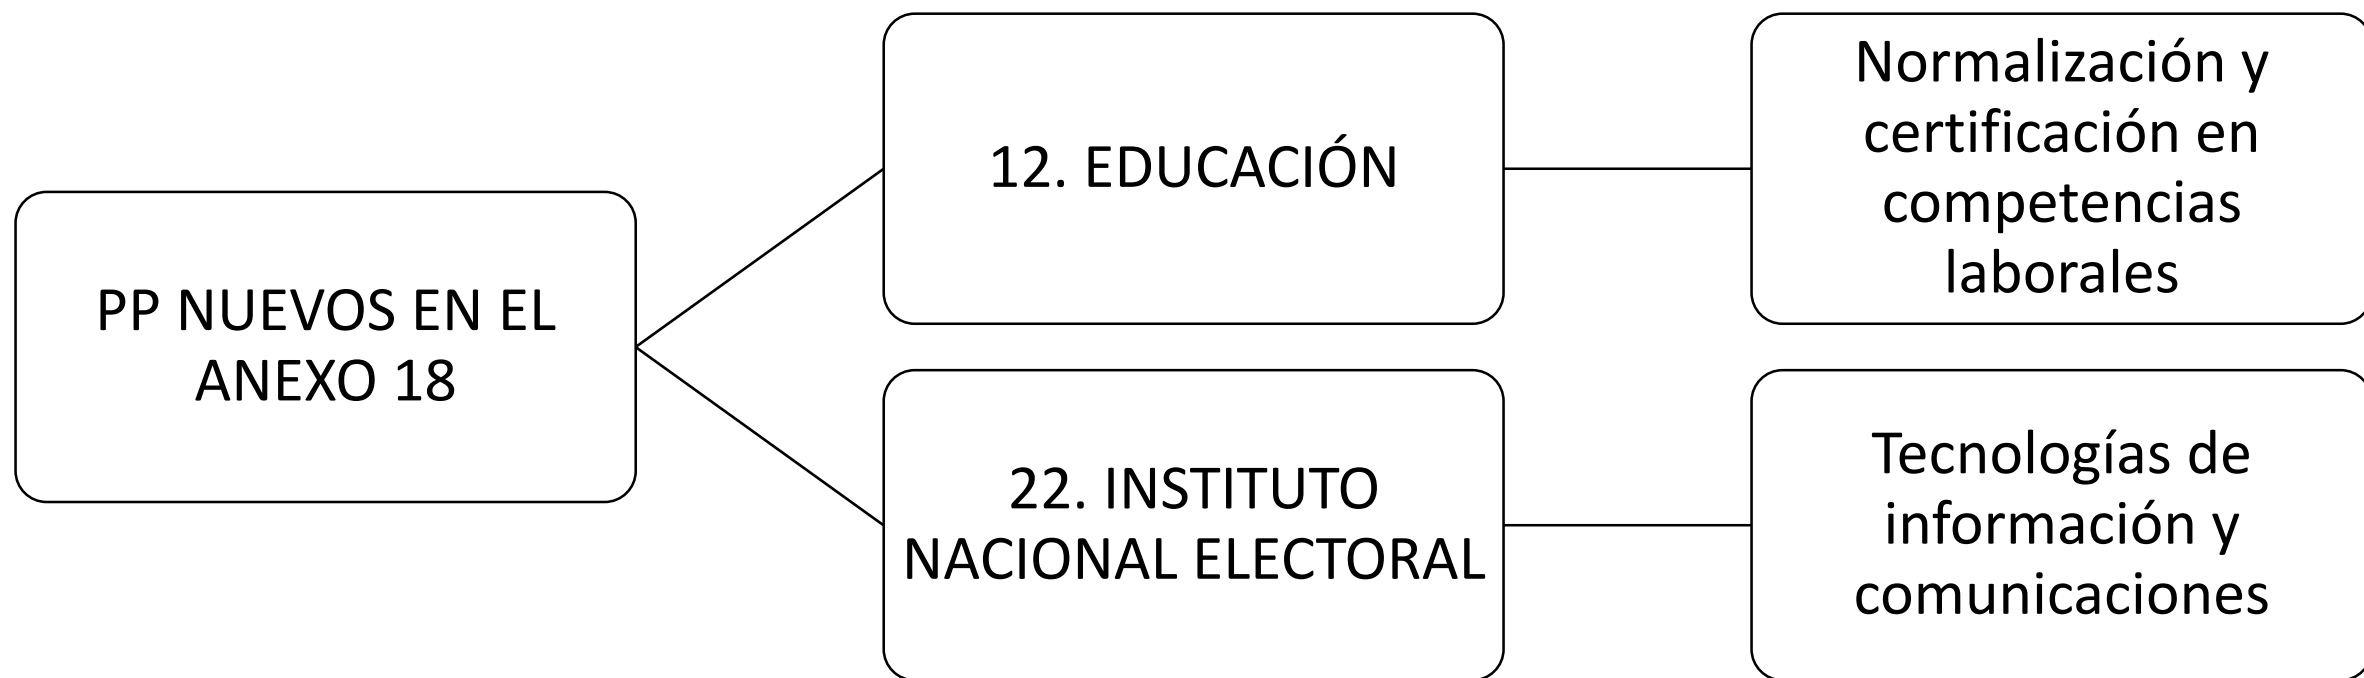 PP NUEVOS EN EL
ANEXO 18
12. EDUCACIÓN
Normalización y
certificación en
competencias
laborales
22. INSTITUTO
NACIONAL ELECTORAL
Tecnologías de
información y
comunicaciones